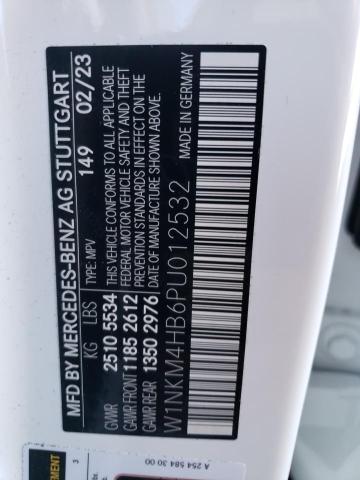 MFD BY MERCEDES-BENZ AG STUTTGART
149 02/23
KG LBS TYPE: MPV
GVWR 2510 5534 THIS VEHICLE CONFORMS TO ALL APPLICABLE
GAWR FRONT 1185 2612 FEDERAL MOTOR VEHICLE SAFETY AND THEFT
PREVENTION STANDARDS IN EFFECT ON THE
GAWR REAR 1350 2976 DATE OF MANUFACTURE SHOWN ABOVE.
W1NKM4HB6PU012532 MADE IN GERMANY
A 254 584 30 00
3